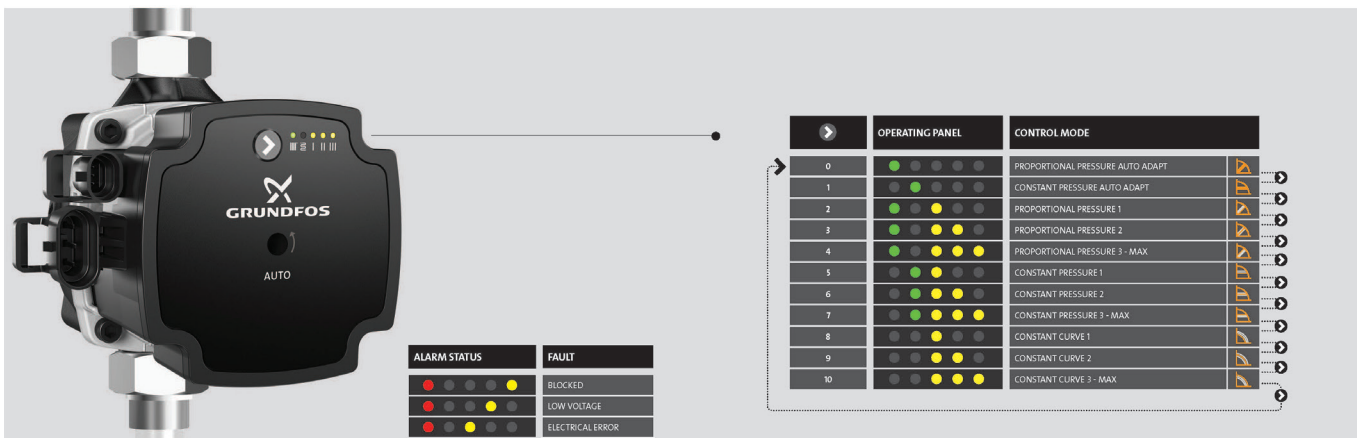 GRUNDFOS
AUTO
ALARM STATUS FAULT
BLOCKED
LOW VOLTAGE
ELECTRICAL ERROR
OPERATING PANEL CONTROL MODE
0 PROPORTIONAL PRESSURE AUTO ADAPT
1 CONSTANT PRESSURE AUTO ADAPT
2 PROPORTIONAL PRESSURE 1
3 PROPORTIONAL PRESSURE 2
4 PROPORTIONAL PRESSURE 3 - MAX
5 CONSTANT PRESSURE 1
6 CONSTANT PRESSURE 2
7 CONSTANT PRESSURE 3 - MAX
8 CONSTANT CURVE 1
9 CONSTANT CURVE 2
10 CONSTANT CURVE 3 - MAX